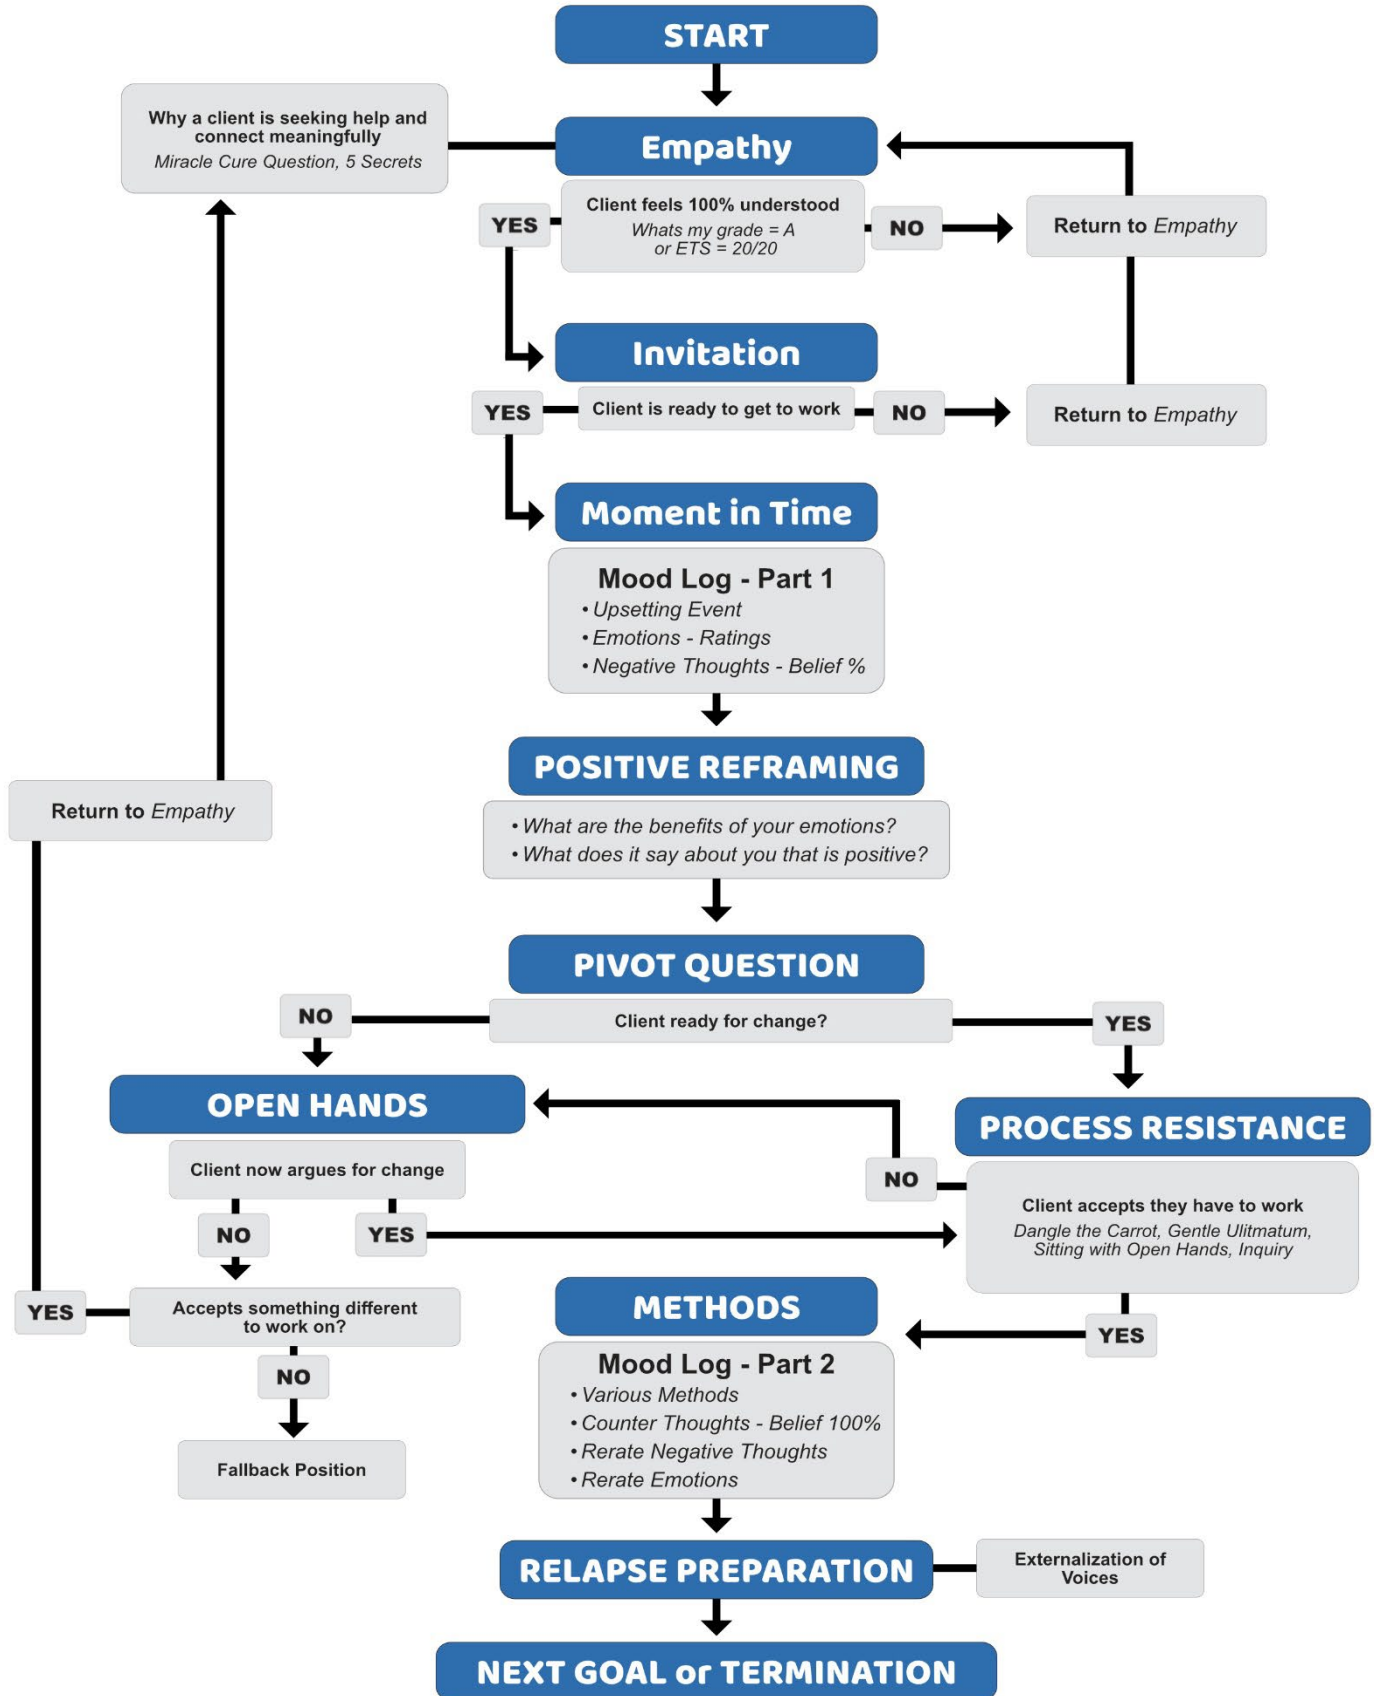 START
Why a client is seeking help and
connect meaningfully
Miracle Cure Question, 5 Secrets
Empathy
Client feels 100% understood
Whats my grade = A
or ETS = 20/20
YES
NO
Return to Empathy
Invitation
YES
Client is ready to get to work
NO
Return to Empathy
Moment in Time
Mood Log - Part 1
• Upsetting Event
• Emotions - Ratings
• Negative Thoughts - Belief %
POSITIVE REFRAMING
Return to Empathy
• What are the benefits of your emotions?
• What does it say about you that is positive?
PIVOT QUESTION
NO
Client ready for change?
YES
OPEN HANDS
PROCESS RESISTANCE
Client now argues for change
NO
Client accepts they have to work
Dangle the Carrot, Gentle Ulitmatum,
Sitting with Open Hands, Inquiry
NO
YES
YES
Accepts something different
to work on?
METHODS
YES
NO
Mood Log - Part 2
• Various Methods
• Counter Thoughts - Belief 100%
• Rerate Negative Thoughts
• Rerate Emotions
Fallback Position
RELAPSE PREPARATION
Externalization of
Voices
NEXT GOAL or TERMINATION